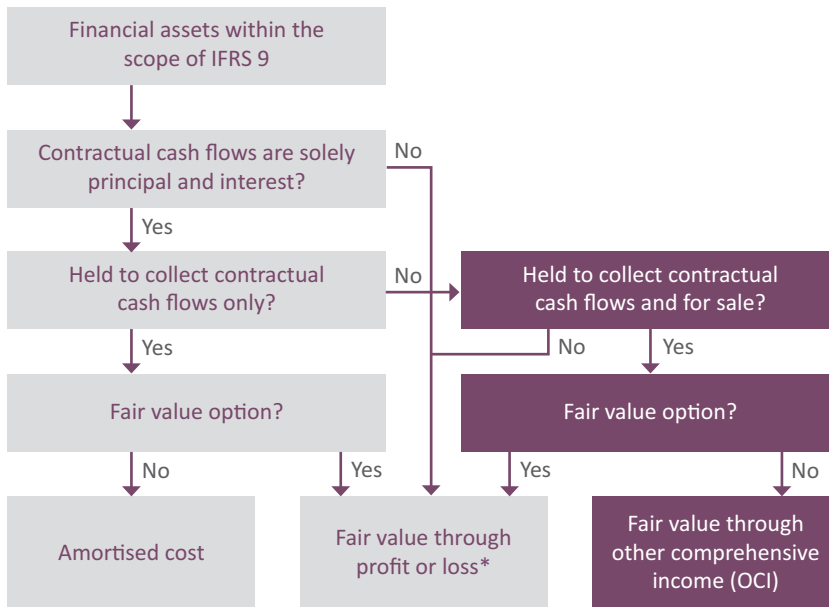 Financial assets within the
scope of IFRS 9
Contractual cash flows are solely
principal and interest?
No
Yes
Held to collect contractual
cash flows only?
No
Held to collect contractual
cash flows and for sale?
Yes
No
Yes
Fair value option?
Fair value option?
No
Yes
Yes
No
Amortised cost
Fair value through
profit or loss*
Fair value through
other comprehensive
income (OCI)